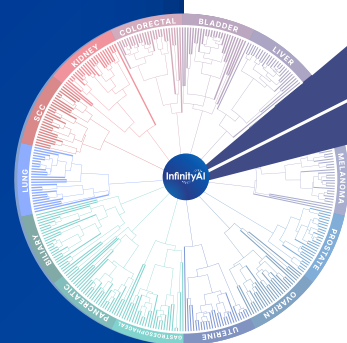 COLORECTAL
BLADDER
KIDNEY
LIVER
SCC
InfinityAI
LUNG
MELANOMA
BILIARY
PROSTATE
PANCREATIC
OVARIAN
GASTROESOPHAGEAL
UTERINE